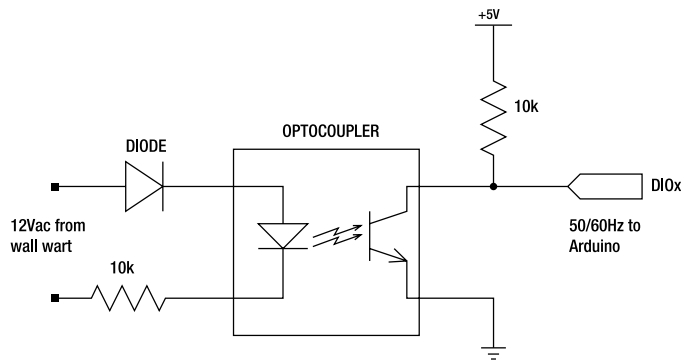 +5V
10k
OPTOCOUPLER
DIODE
DIOx
12Vac from
wall wart
50/60Hz to
Arduino
10k